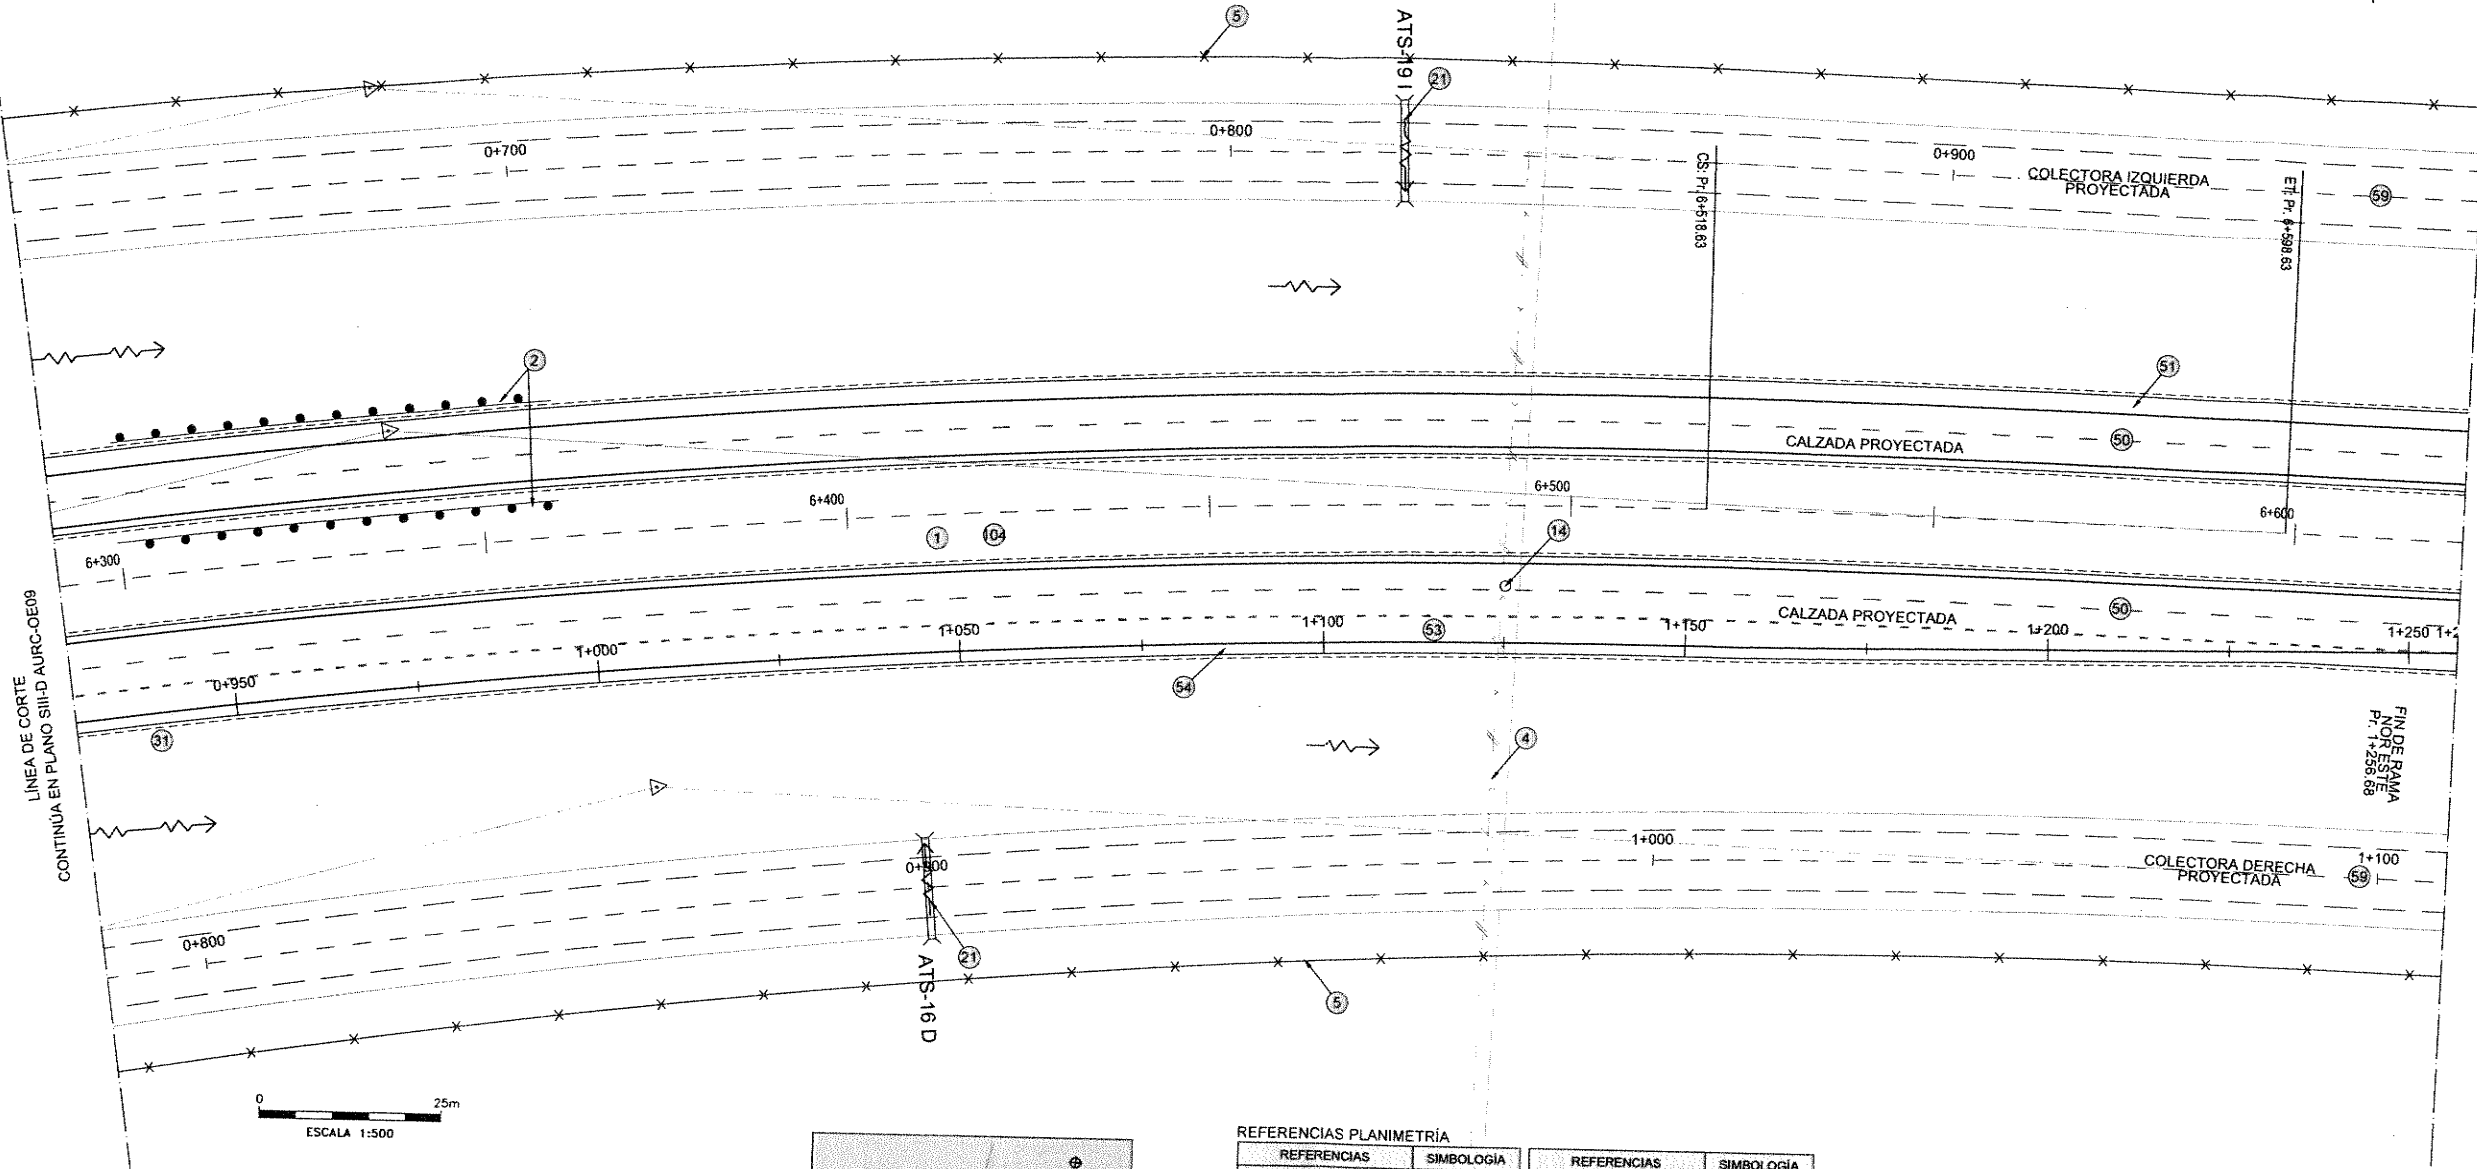 5
ATS-19 I
21
0+700
0+800
0+900
COLECTORA IZQUIERDA
PROYECTADA
59
CS: Pr. 6+518.63
ET: Pr. 6+598.63
2
51
CALZADA PROYECTADA
50
6+300
6+400
6+500
6+600
1
104
14
CALZADA PROYECTADA
50
0+950
1+000
1+050
1+100
53
1+150
1+200
1+250
54
31
LÍNEA DE CORTE
CONTINÚA EN PLANO SIII-D AURC-OE09
4
FIN DE RAMA
NOR ESTE
Pr. 1+256.68
0+800
0+900
1+000
1+100
COLECTORA DERECHA
PROYECTADA
59
21
ATS-16 D
5
0
25m
ESCALA 1:500
REFERENCIAS PLANIMETRÍA
REFERENCIAS SIMBOLOGÍA REFERENCIAS SIMBOLOGÍA